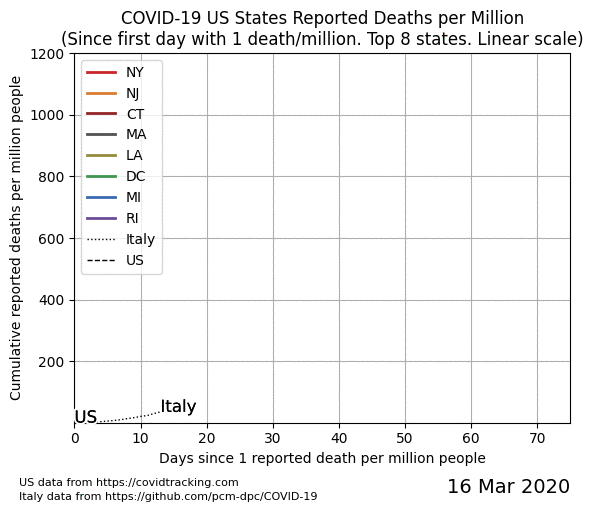 COVID-19 US States Reported Deaths per Million
(Since first day with 1 death/million. Top 8 states. Linear scale)
Cumulative reported deaths per million people
1200
1000
800
600
400
200
NY
NJ
CT
MA
LA
DC
MI
RI
Italy
US
US
Italy
0 10 20 30 40 50 60 70
Days since 1 reported death per million people
US data from https://covidtracking.com
Italy data from https://github.com/pcm-dpc/COVID-19
16 Mar 2020